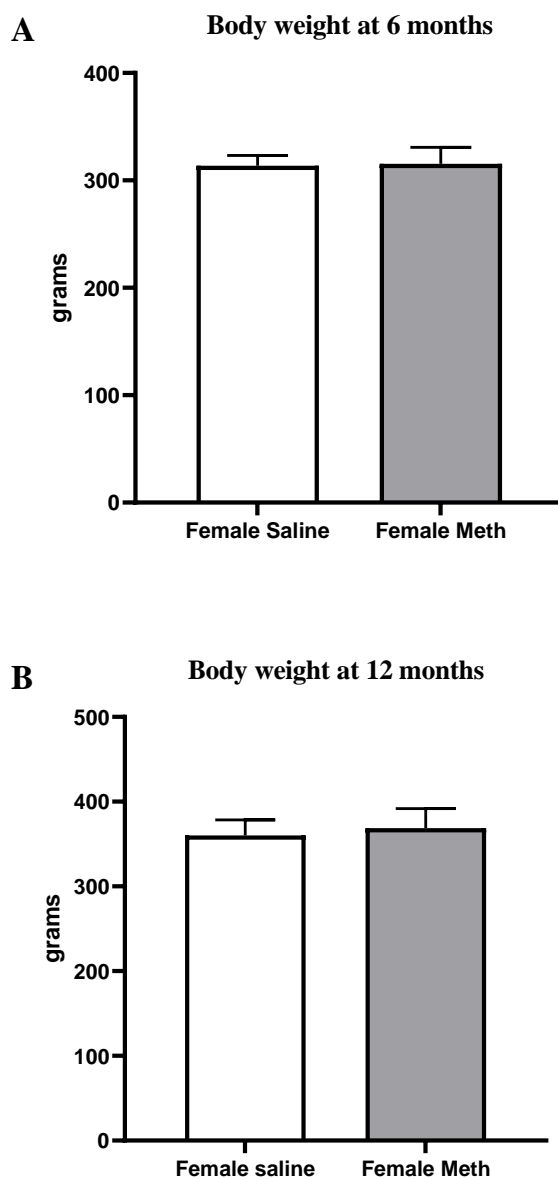 A
Body weight at 6 months
400
300
200
100
0
grams
Female Saline
Female Meth
B
Body weight at 12 months
500
400
300
200
100
0
grams
Female saline
Female Meth